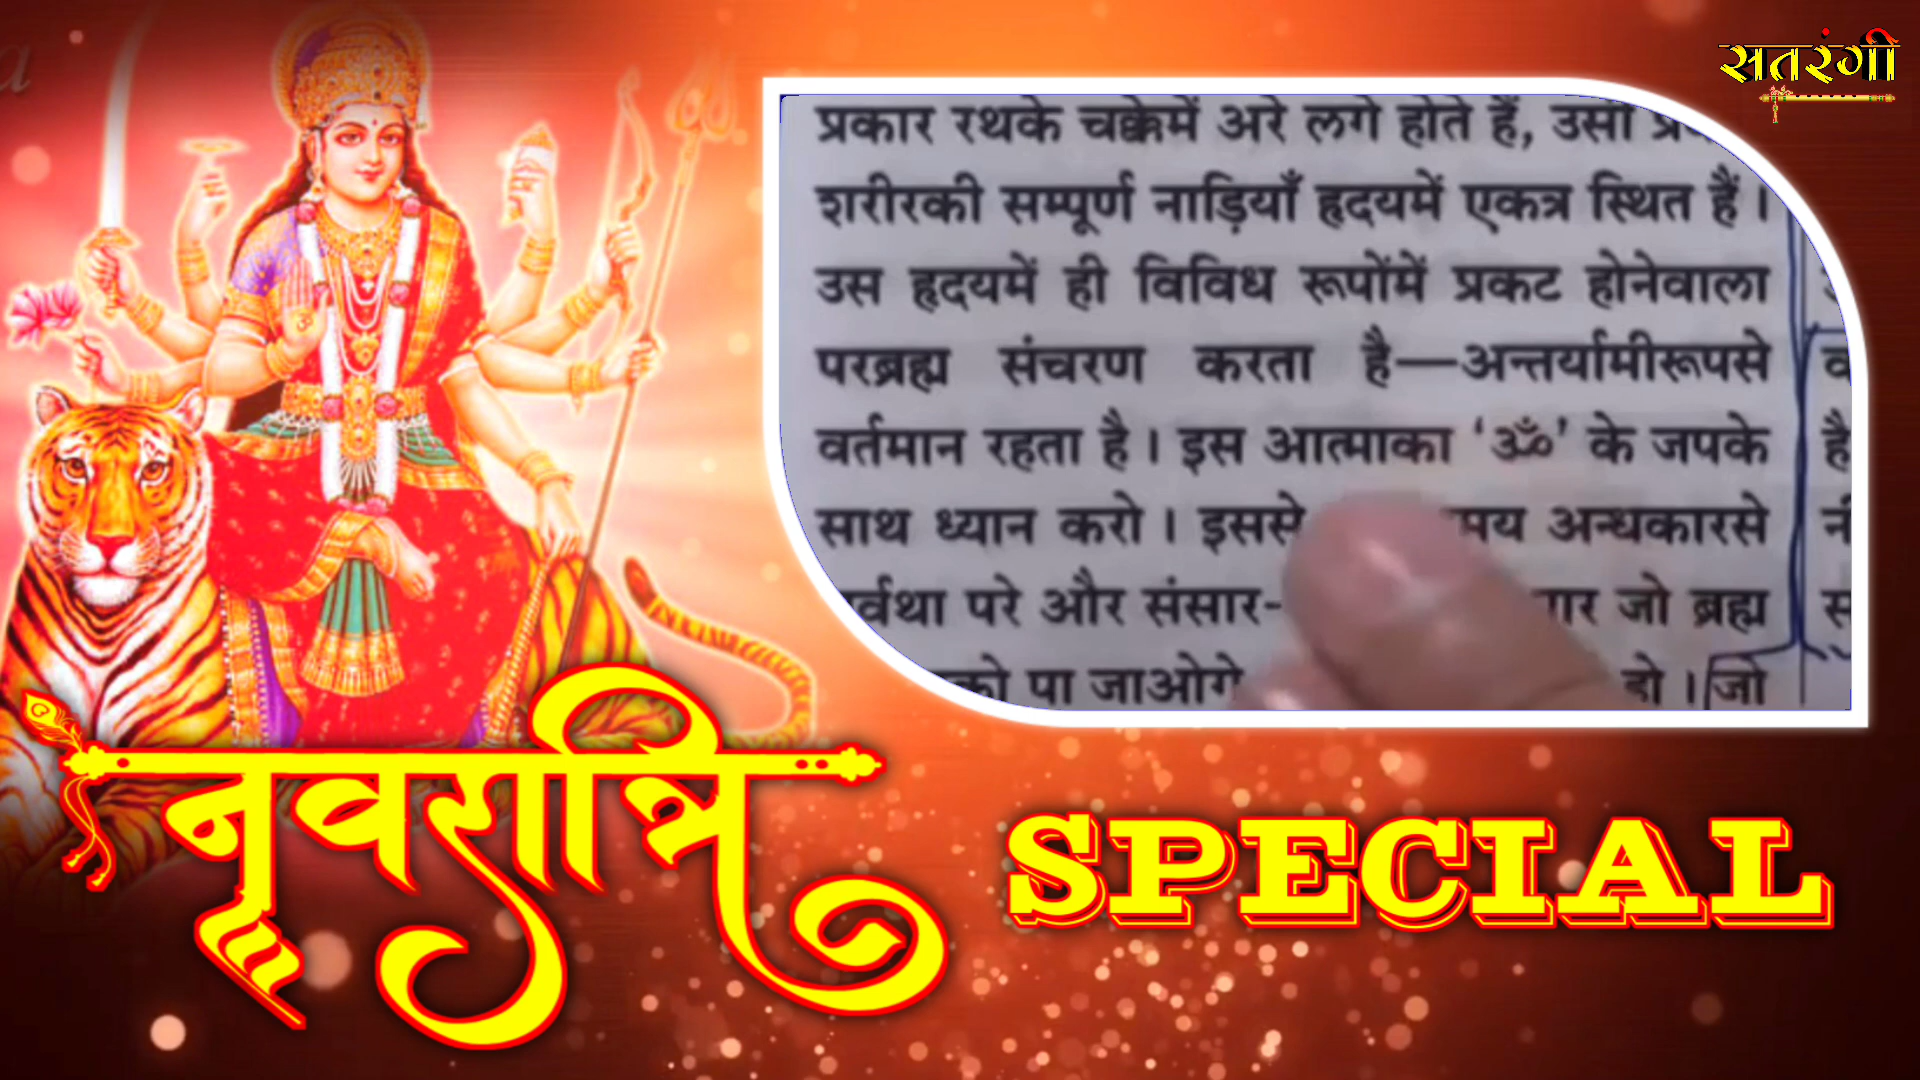 सतरंगी
प्रकार रथके चक्केमें अरे लगे होते हैं,
शरीरकी सम्पूर्ण नाड़ियाँ हृदयमें एकत्र स्थित हैं।
उस हृदयमें ही विविध रूपोंमें प्रकट होनेवाला
परब्रह्म संचरण करता है—अन्तर्यामीरूपसे
वर्तमान रहता है। इस आत्माका ‘ॐ’ के जपके
साथ ध्यान करो। इससे अन्धकारसे
परे और संसार- जो ब्रह्म
पा जाओगे । जो
नवरात्रि
SPECIAL
ॐ